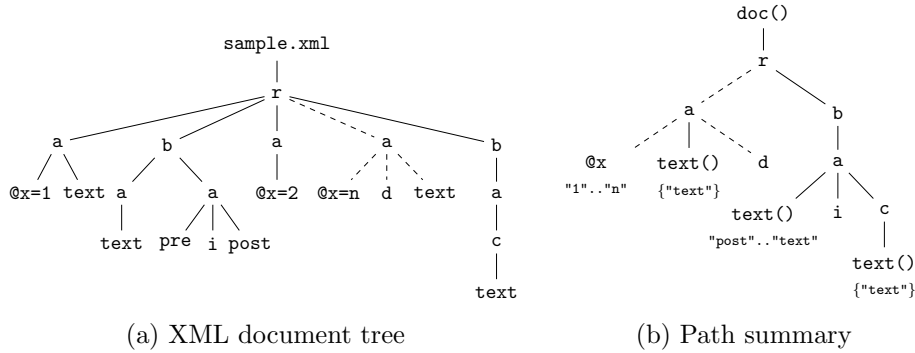 sample.xml
r
a b a a b
@x=1 text a a @x=2 @x=n d text a
text pre i post c
text
(a) XML document tree
doc()
r
a b
@x text() d a
"1".."n" {"text"}
text() i c
"post".."text"
text()
{"text"}
(b) Path summary